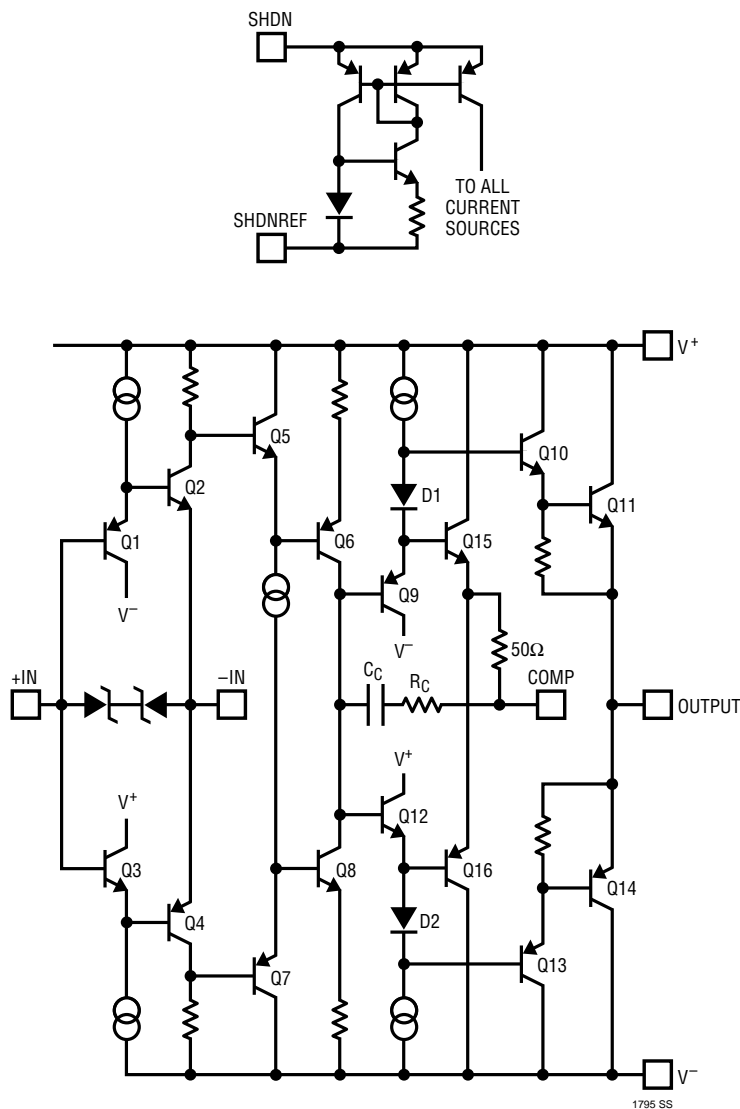 SHDN
TO ALL
CURRENT
SOURCES
SHDNREF
V+
Q5
Q10
Q2
D1
Q11
Q1
Q6
Q15
Q9
V−
V−
50Ω
+IN
−IN
CC
RC
COMP
OUTPUT
V+
V+
Q12
Q3
Q8
Q16
Q14
Q4
D2
Q7
Q13
V−
1795 SS